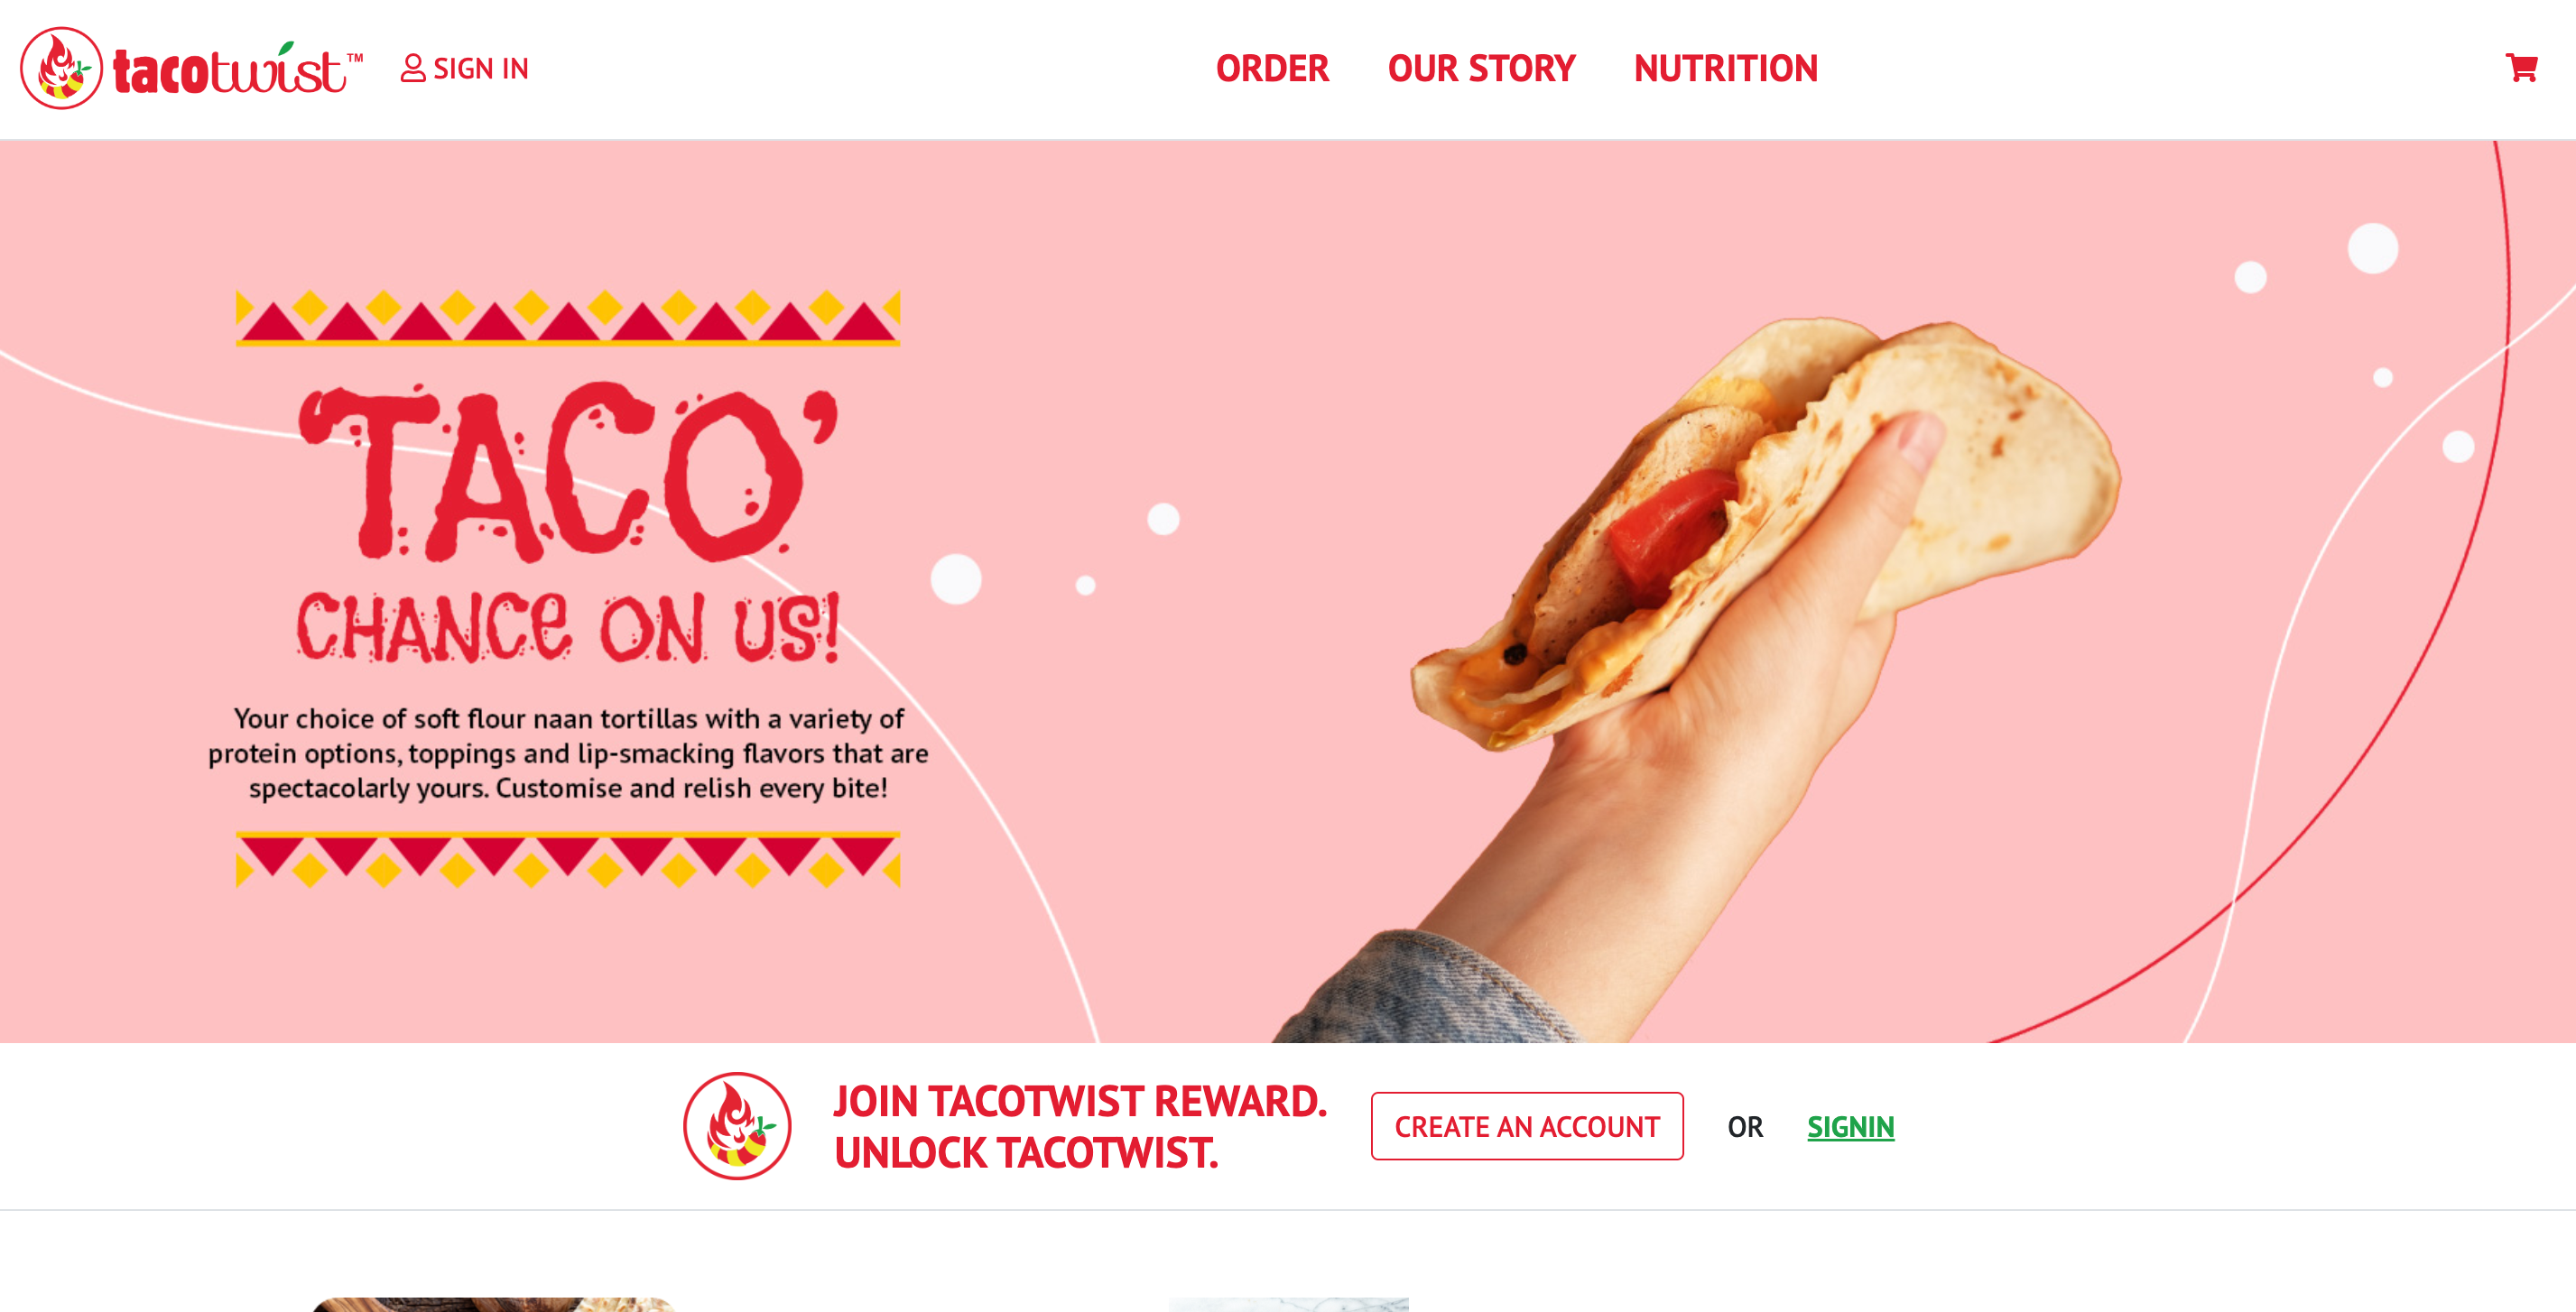 tacotwist™
SIGN IN
ORDER
OUR STORY
NUTRITION
‘TACO’
CHANCe ON US!
Your choice of soft flour naan tortillas with a variety of
protein options, toppings and lip-smacking flavors that are
spectacolarly yours. Customise and relish every bite!
JOIN TACOTWIST REWARD.
UNLOCK TACOTWIST.
CREATE AN ACCOUNT
OR
SIGNIN